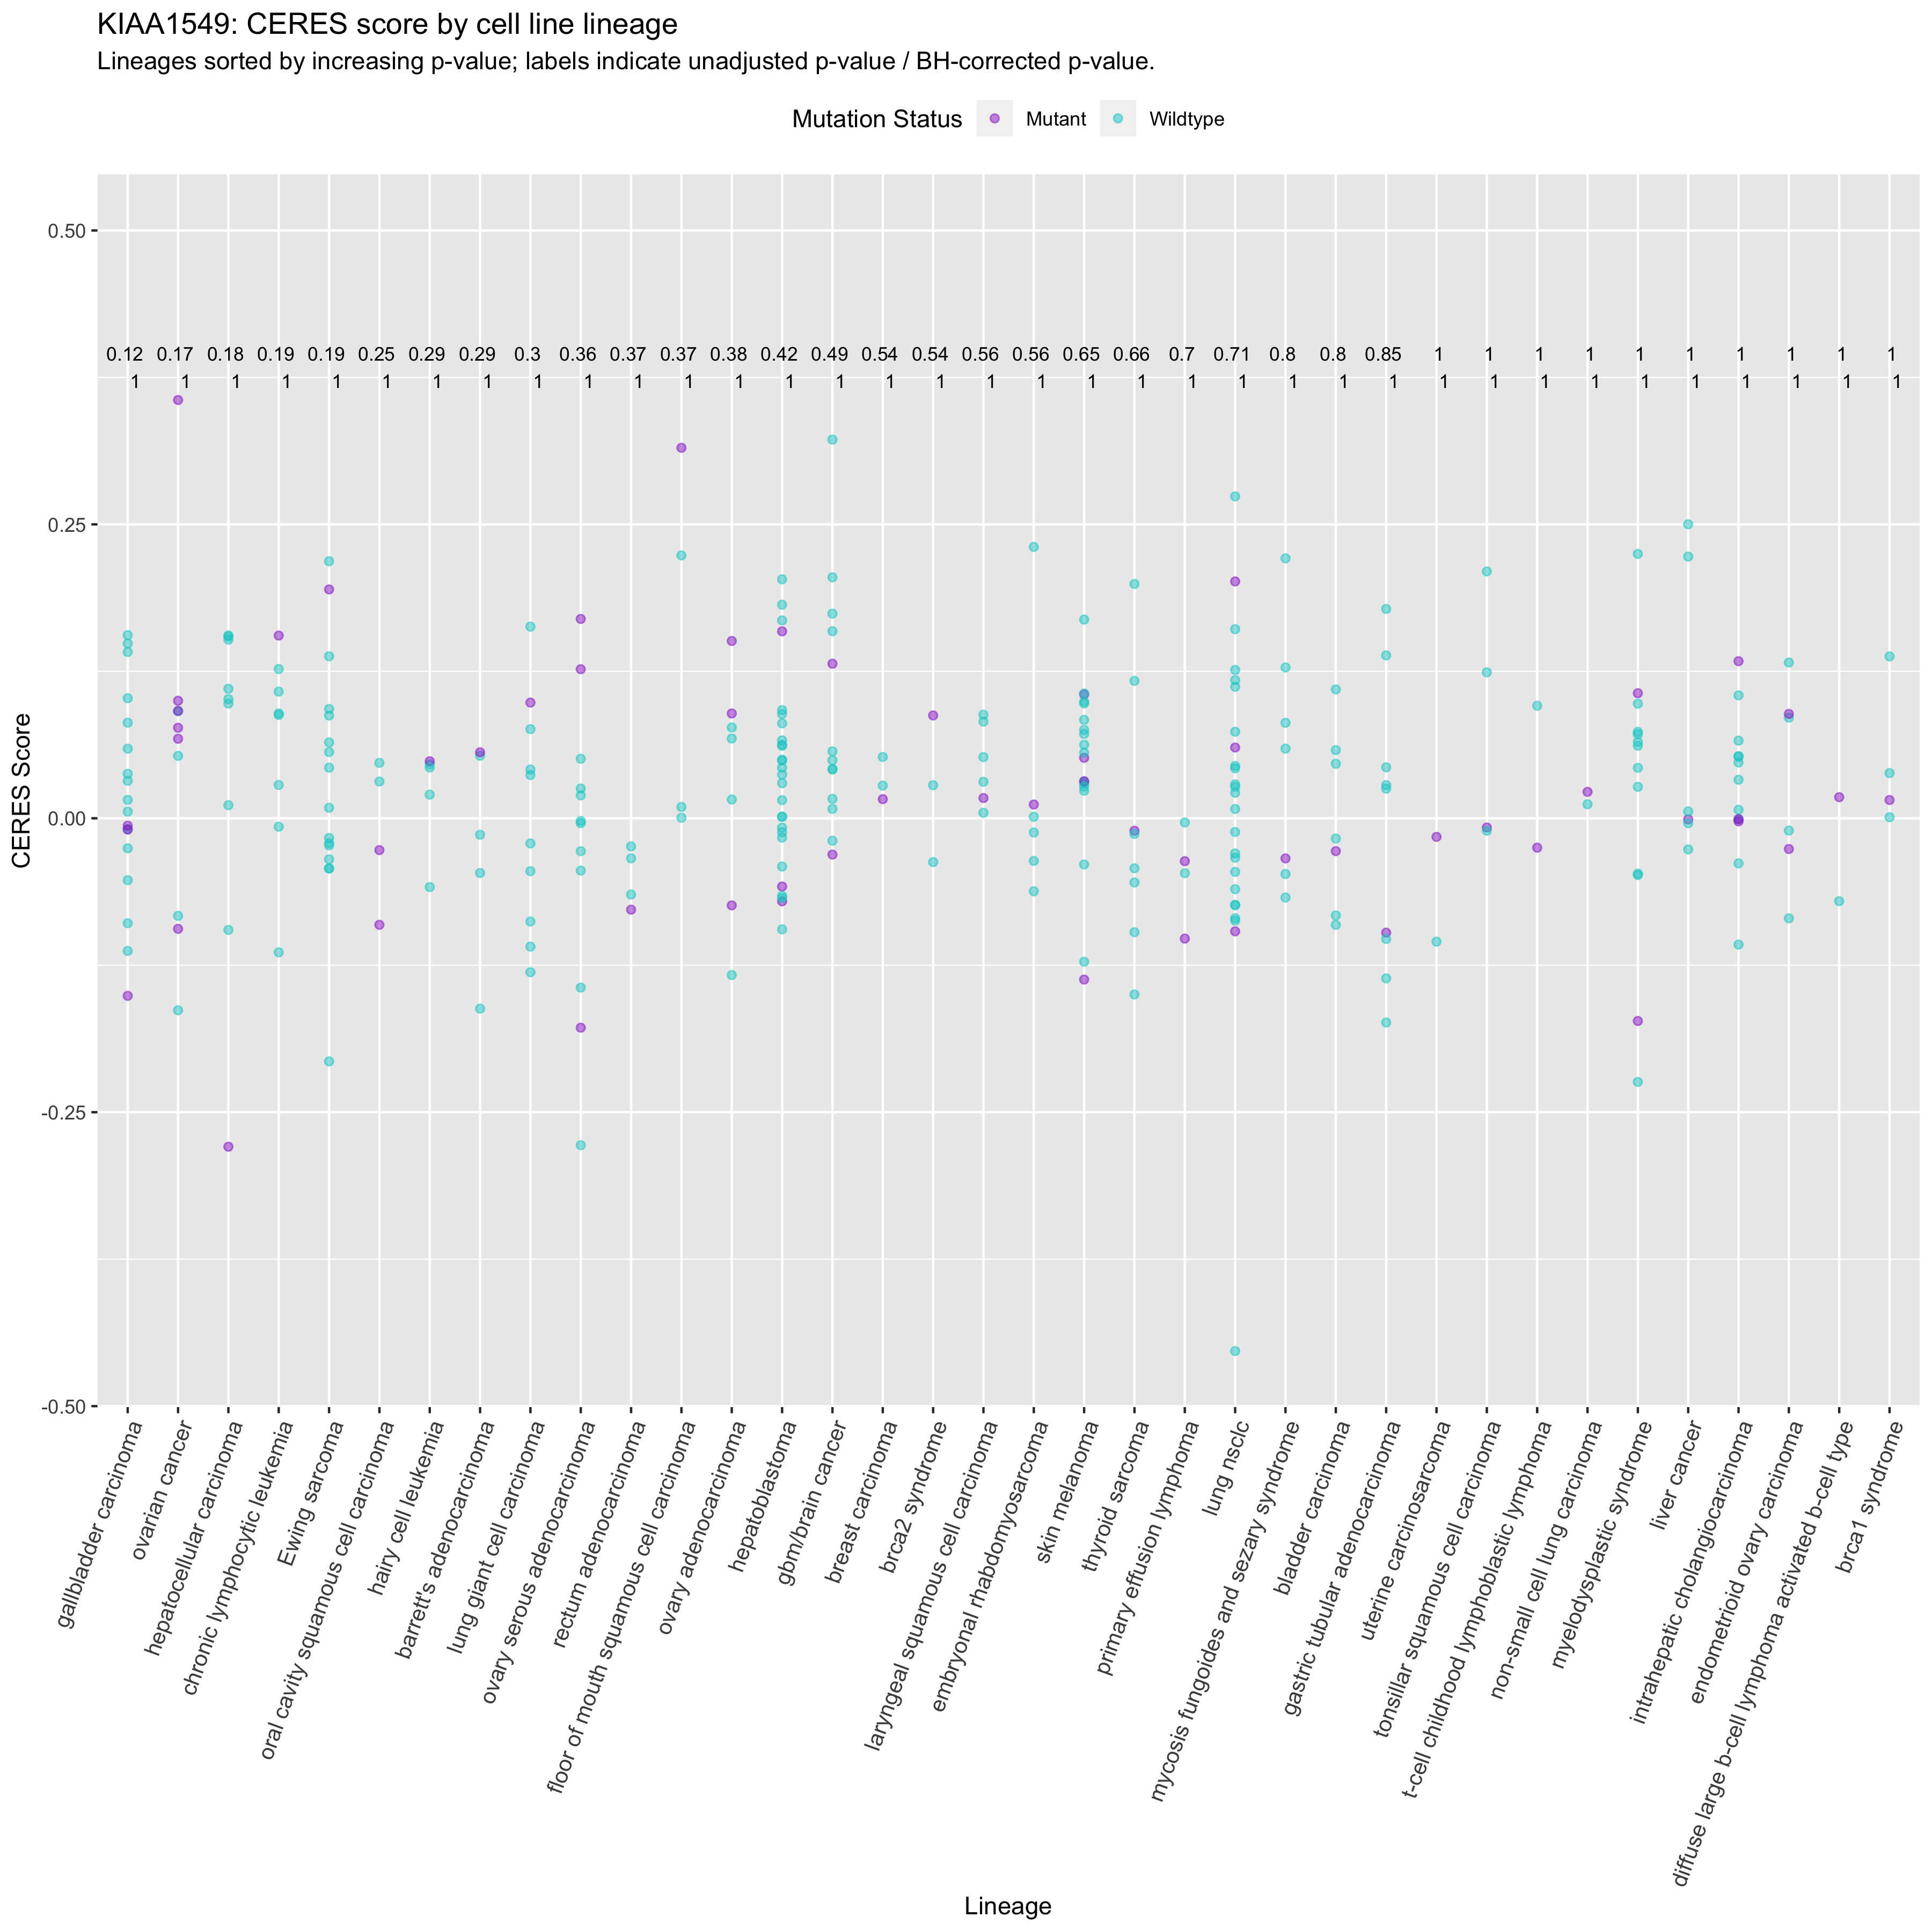 KIAA1549: CERES score by cell line lineage
Lineages sorted by increasing p-value; labels indicate unadjusted p-value / BH-corrected p-value.
Mutation Status Mutant Wildtype
0.50
0.12 0.17 0.18 0.19 0.19 0.25 0.29 0.29 0.3 0.36 0.37 0.37 0.38 0.42 0.49 0.54 0.54 0.56 0.56 0.65 0.66 0.7 0.71 0.8 0.8 0.85 1 1 1 1 1 1 1 1 1 1
1 1 1 1 1 1 1 1 1 1 1 1 1 1 1 1 1 1 1 1 1 1 1 1 1 1 1 1 1 1 1 1 1 1 1 1
0.25
0.00
-0.25
-0.50
CERES Score
gallbladder carcinoma
ovarian cancer
hepatocellular carcinoma
chronic lymphocytic leukemia
Ewing sarcoma
oral cavity squamous cell carcinoma
hairy cell leukemia
barrett's adenocarcinoma
lung giant cell carcinoma
ovary serous adenocarcinoma
rectum adenocarcinoma
floor of mouth squamous cell carcinoma
ovary adenocarcinoma
hepatoblastoma
gbm/brain cancer
breast carcinoma
brca2 syndrome
laryngeal squamous cell carcinoma
embryonal rhabdomyosarcoma
skin melanoma
thyroid sarcoma
primary effusion lymphoma
lung nsclc
mycosis fungoides and sezary syndrome
bladder carcinoma
gastric tubular adenocarcinoma
uterine carcinosarcoma
tonsillar squamous cell carcinoma
t-cell childhood lymphoblastic lymphoma
non-small cell lung carcinoma
myelodysplastic syndrome
liver cancer
intrahepatic cholangiocarcinoma
endometrioid ovary carcinoma
diffuse large b-cell lymphoma activated b-cell type
brca1 syndrome
Lineage